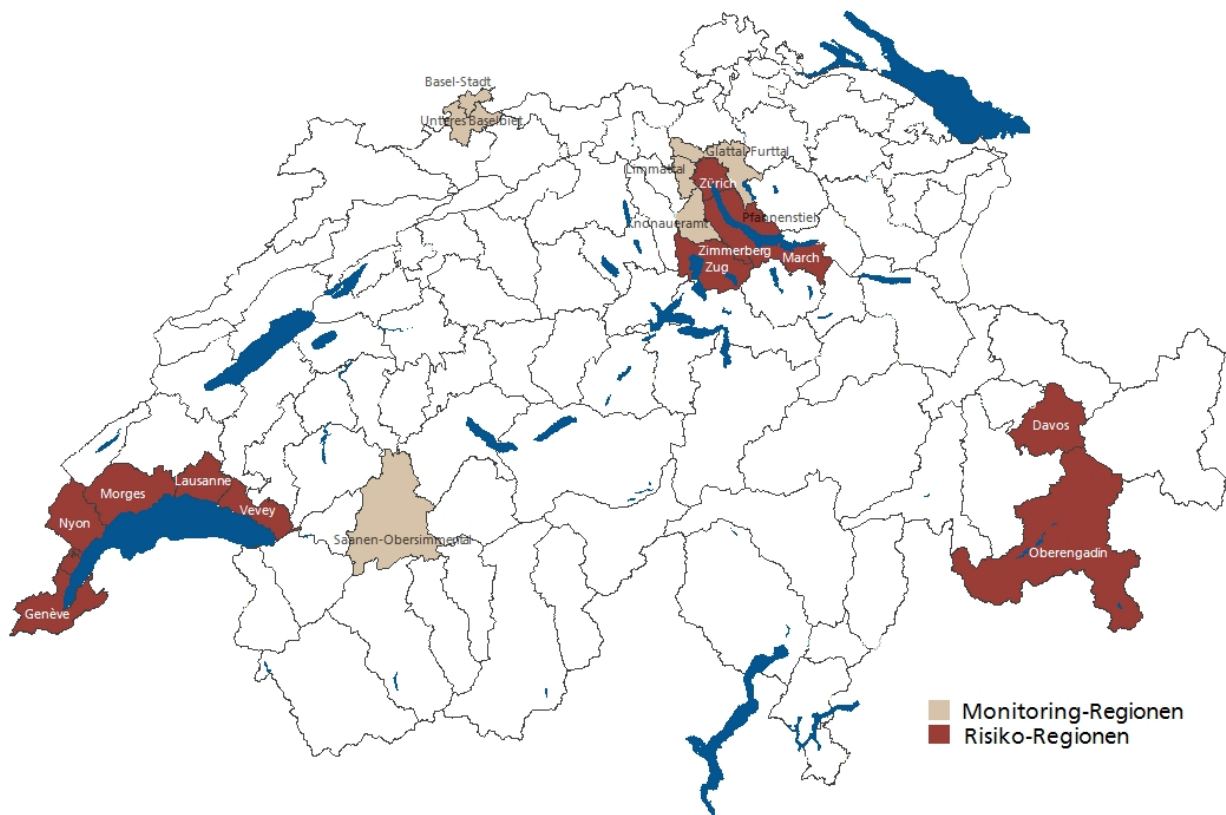 Basel-Stadt
Unteres Baselbiet
Glattal-Furttal
Limmattal
Zürich
Pfannenstiel
Knonaueramt
Zimmerberg
March
Zug
Davos
Lausanne
Morges
Vevey
Nyon
Saanen-Obersimmental
Oberengadin
Genève
Monitoring-Regionen
Risiko-Regionen